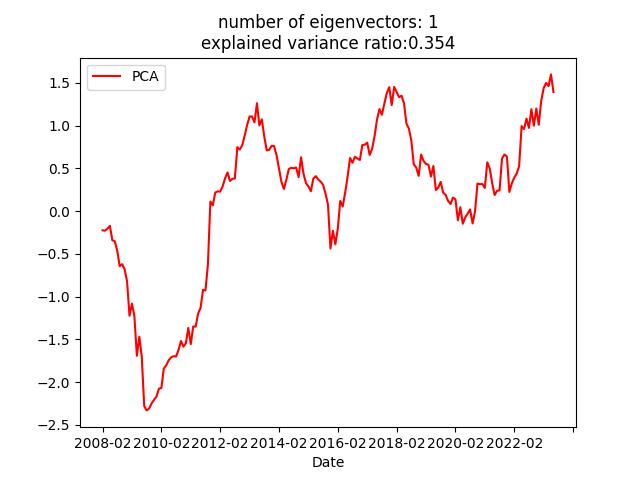 number of eigenvectors: 1
explained variance ratio:0.354
PCA
1.5
1.0
0.5
0.0
−0.5
−1.0
−1.5
−2.0
−2.5
2008-02 2010-02 2012-02 2014-02 2016-02 2018-02 2020-02 2022-02
Date